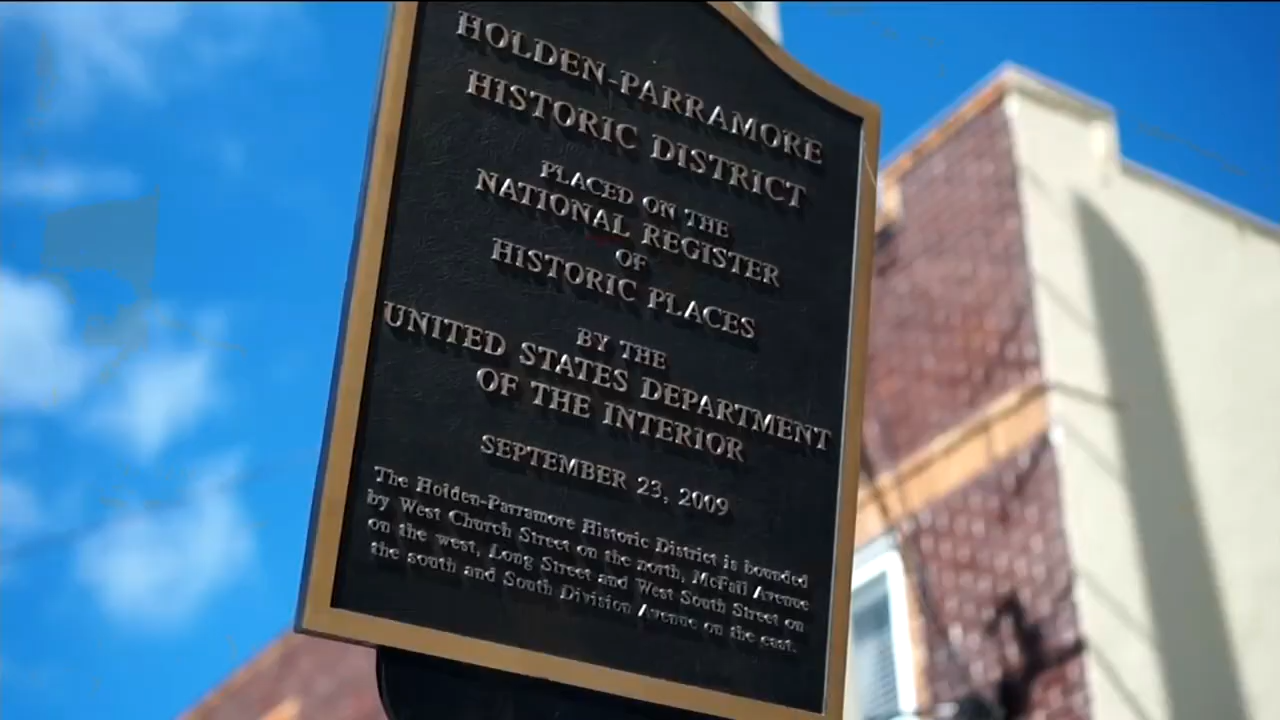 HOLDEN-PARRAMORE
HISTORIC DISTRICT
PLACED ON THE
NATIONAL REGISTER
OF
HISTORIC PLACES
BY THE
UNITED STATES DEPARTMENT
OF THE INTERIOR
SEPTEMBER 23, 2009
The Holden-Parramore Historic District is bounded
by West Church Street on the north, McFall Avenue
on the west, Long Street and West South Street on
the south and South Division Avenue on the east.